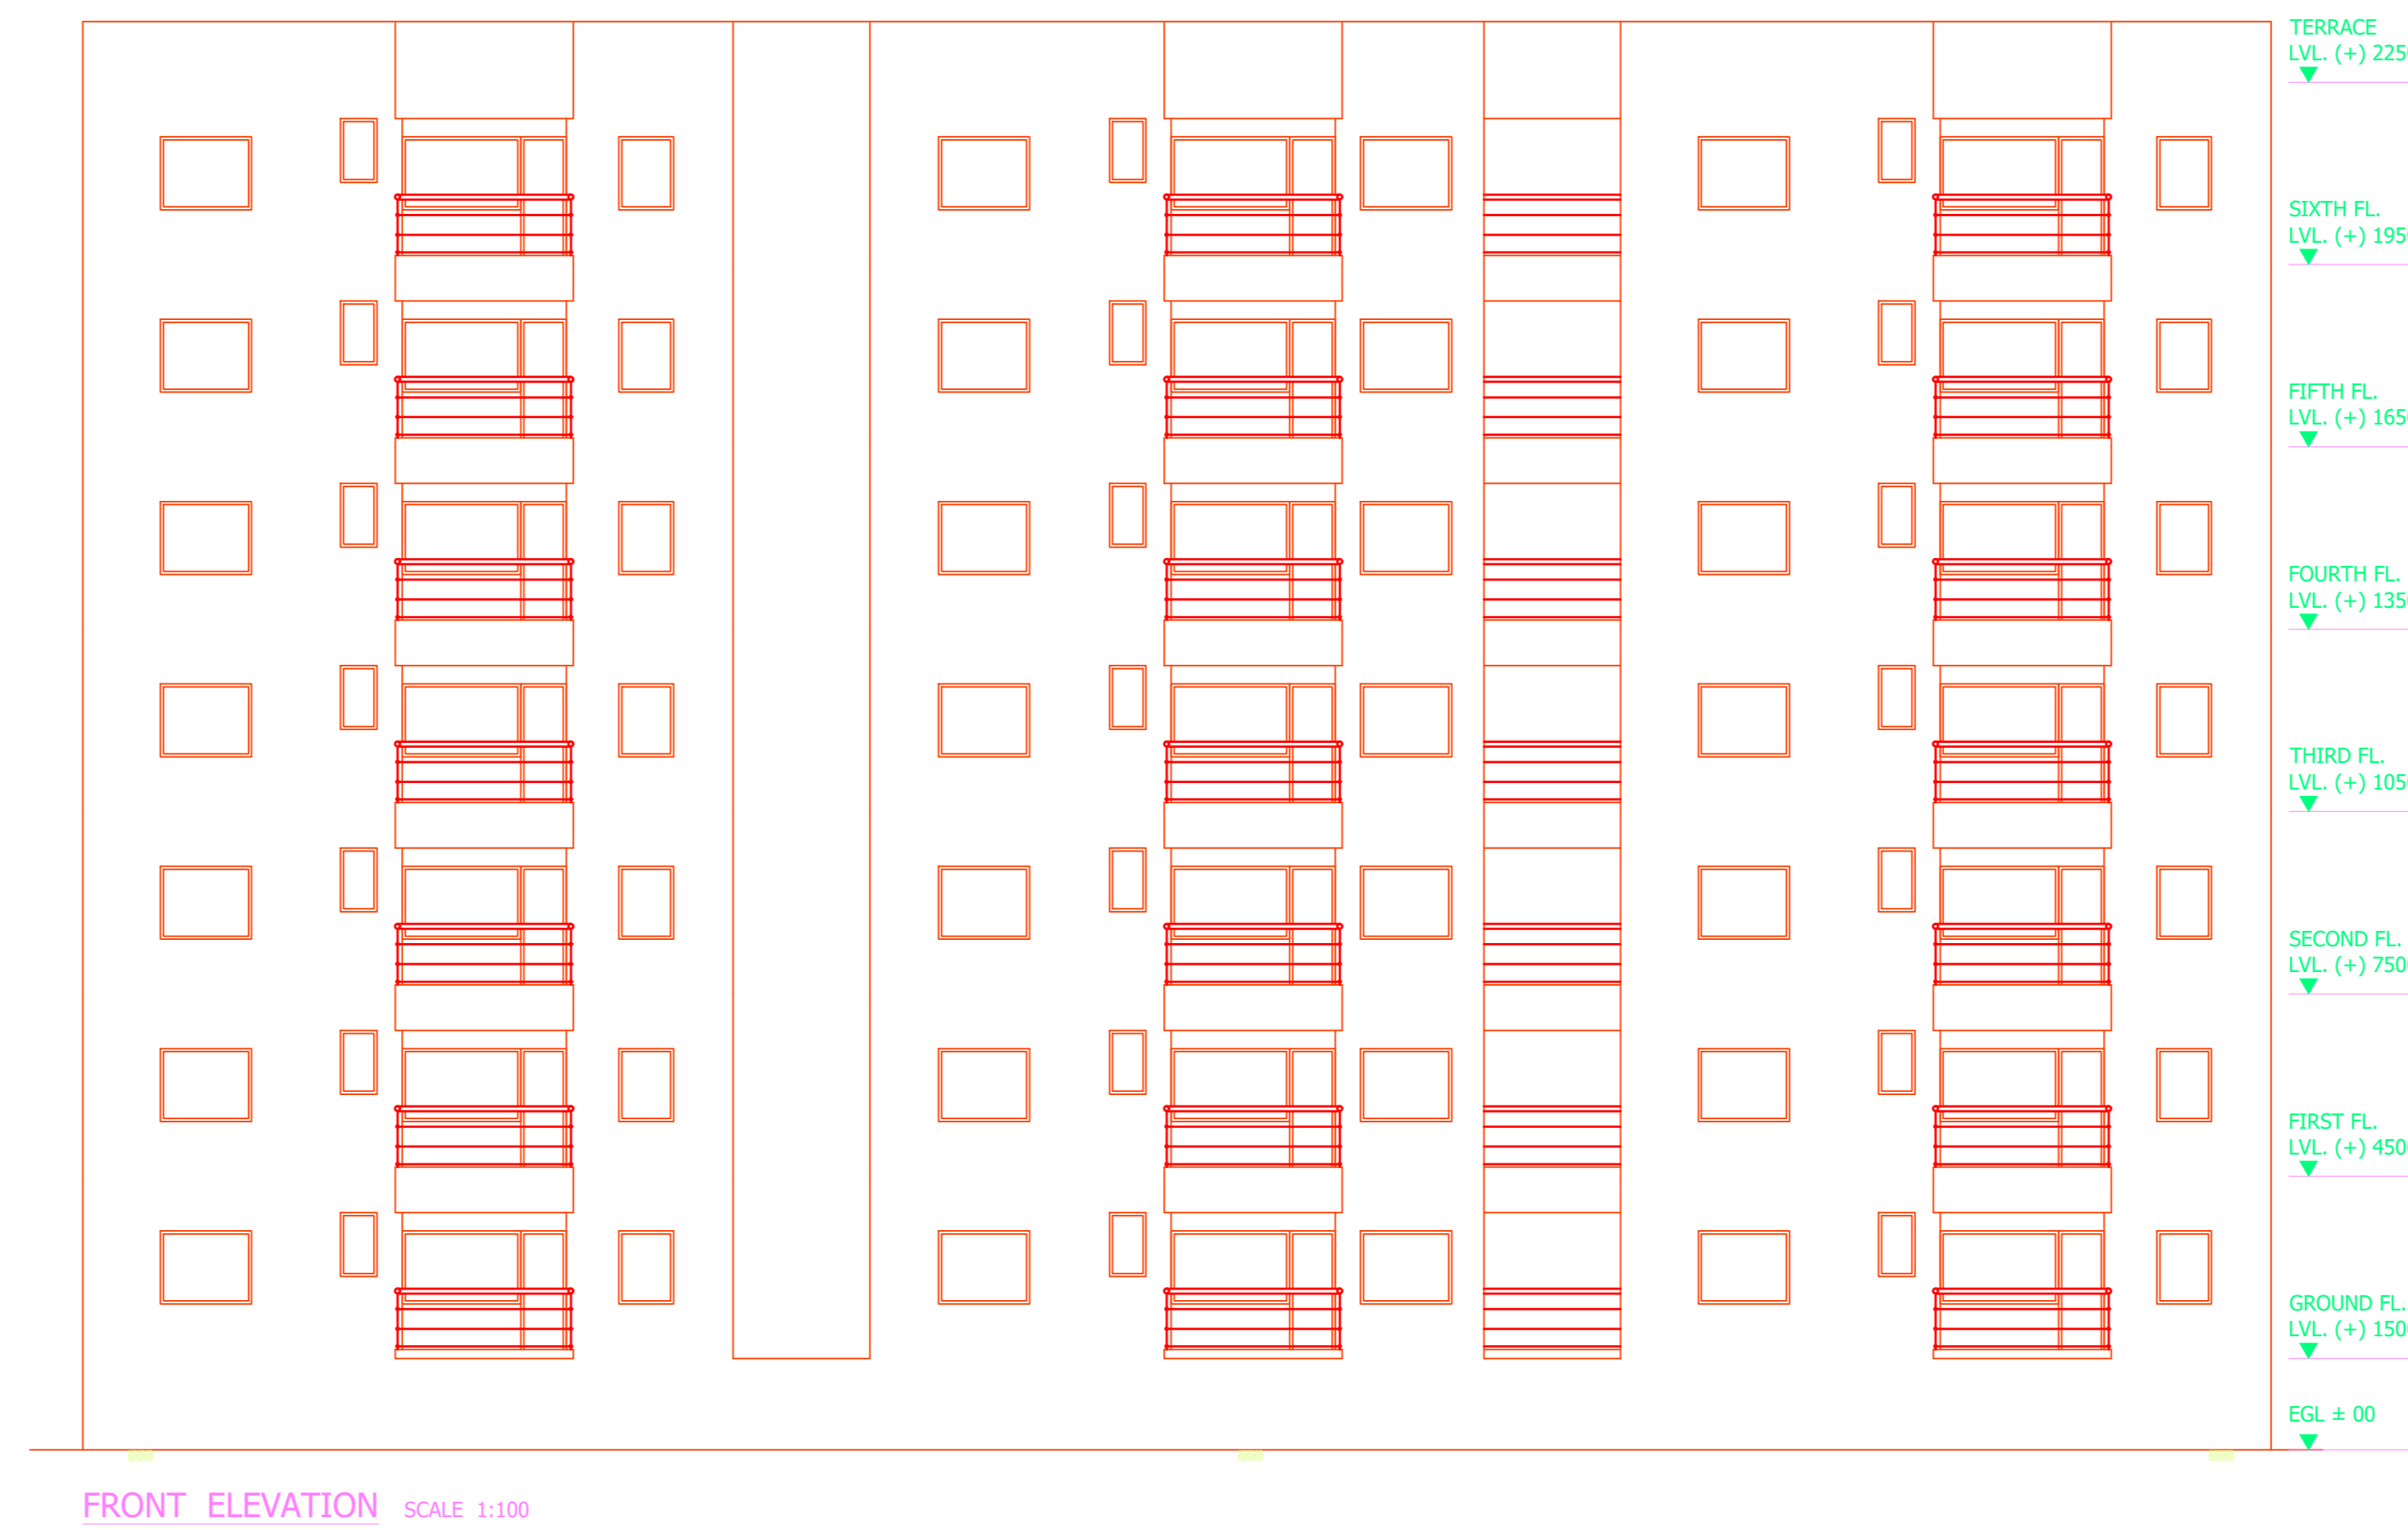 TERRACE
LVL. (+) 225
SIXTH FL.
LVL. (+) 195
FIFTH FL.
LVL. (+) 165
FOURTH FL.
LVL. (+) 135
THIRD FL.
LVL. (+) 105
SECOND FL.
LVL. (+) 750
FIRST FL.
LVL. (+) 450
GROUND FL.
LVL. (+) 150
EGL ± 00
FRONT ELEVATION SCALE 1:100